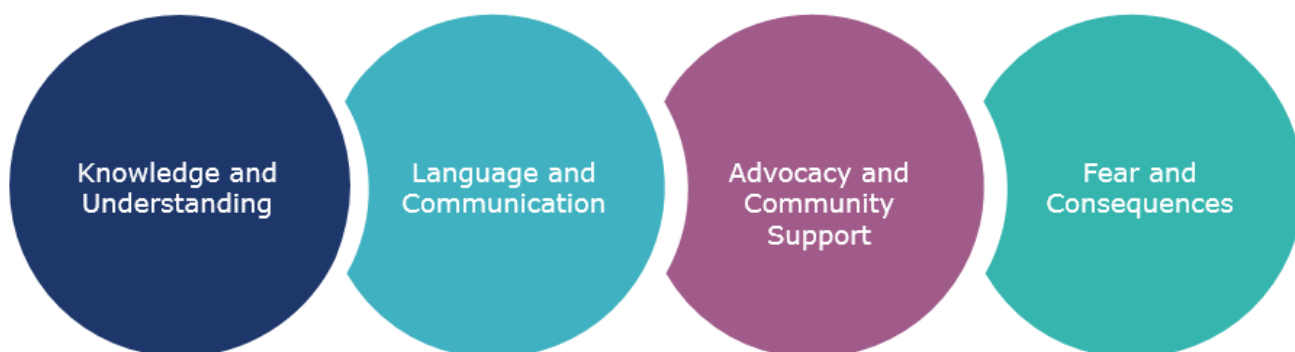 Knowledge and
Understanding
Language and
Communication
Advocacy and
Community
Support
Fear and
Consequences